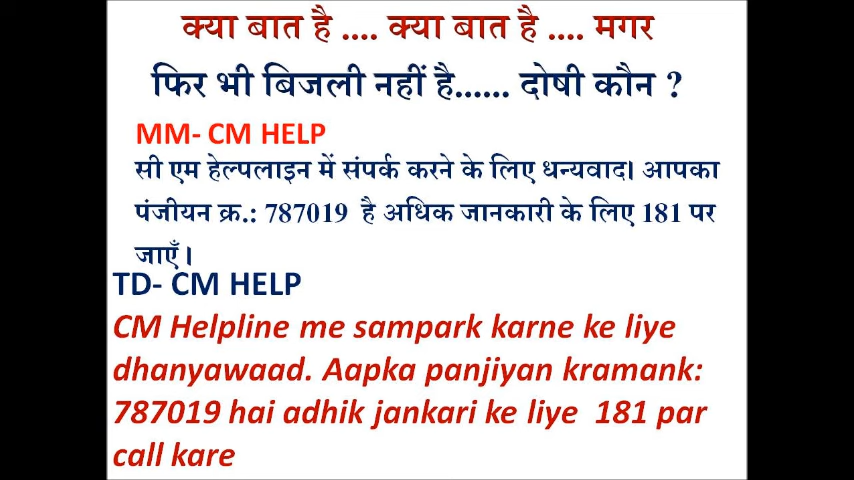 क्या बात है .... क्या बात है .... मगर
फिर भी बिजली नहीं है...... दोषी कौन ?
MM- CM HELP
सी एम हेल्पलाइन में संपर्क करने के लिए धन्यवाद। आपका
पंजीयन क्र.: 787019 है अधिक जानकारी के लिए 181 पर
जाएँ।
TD- CM HELP
CM Helpline me sampark karne ke liye
dhanyawaad. Aapka panjiyan kramank:
787019 hai adhik jankari ke liye 181 par
call kare